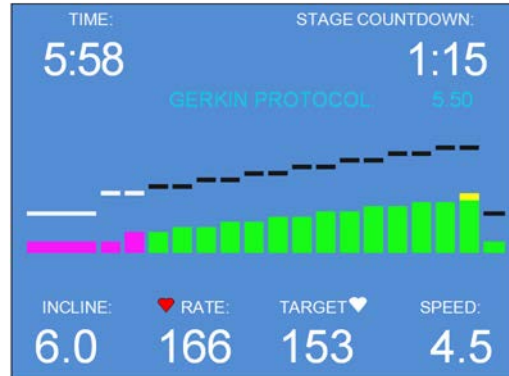 TIME: STAGE COUNTDOWN:
5:58 1:15
GERKIN PROTOCOL: 5.50
INCLINE: RATE: TARGET SPEED:
6.0 166 153 4.5